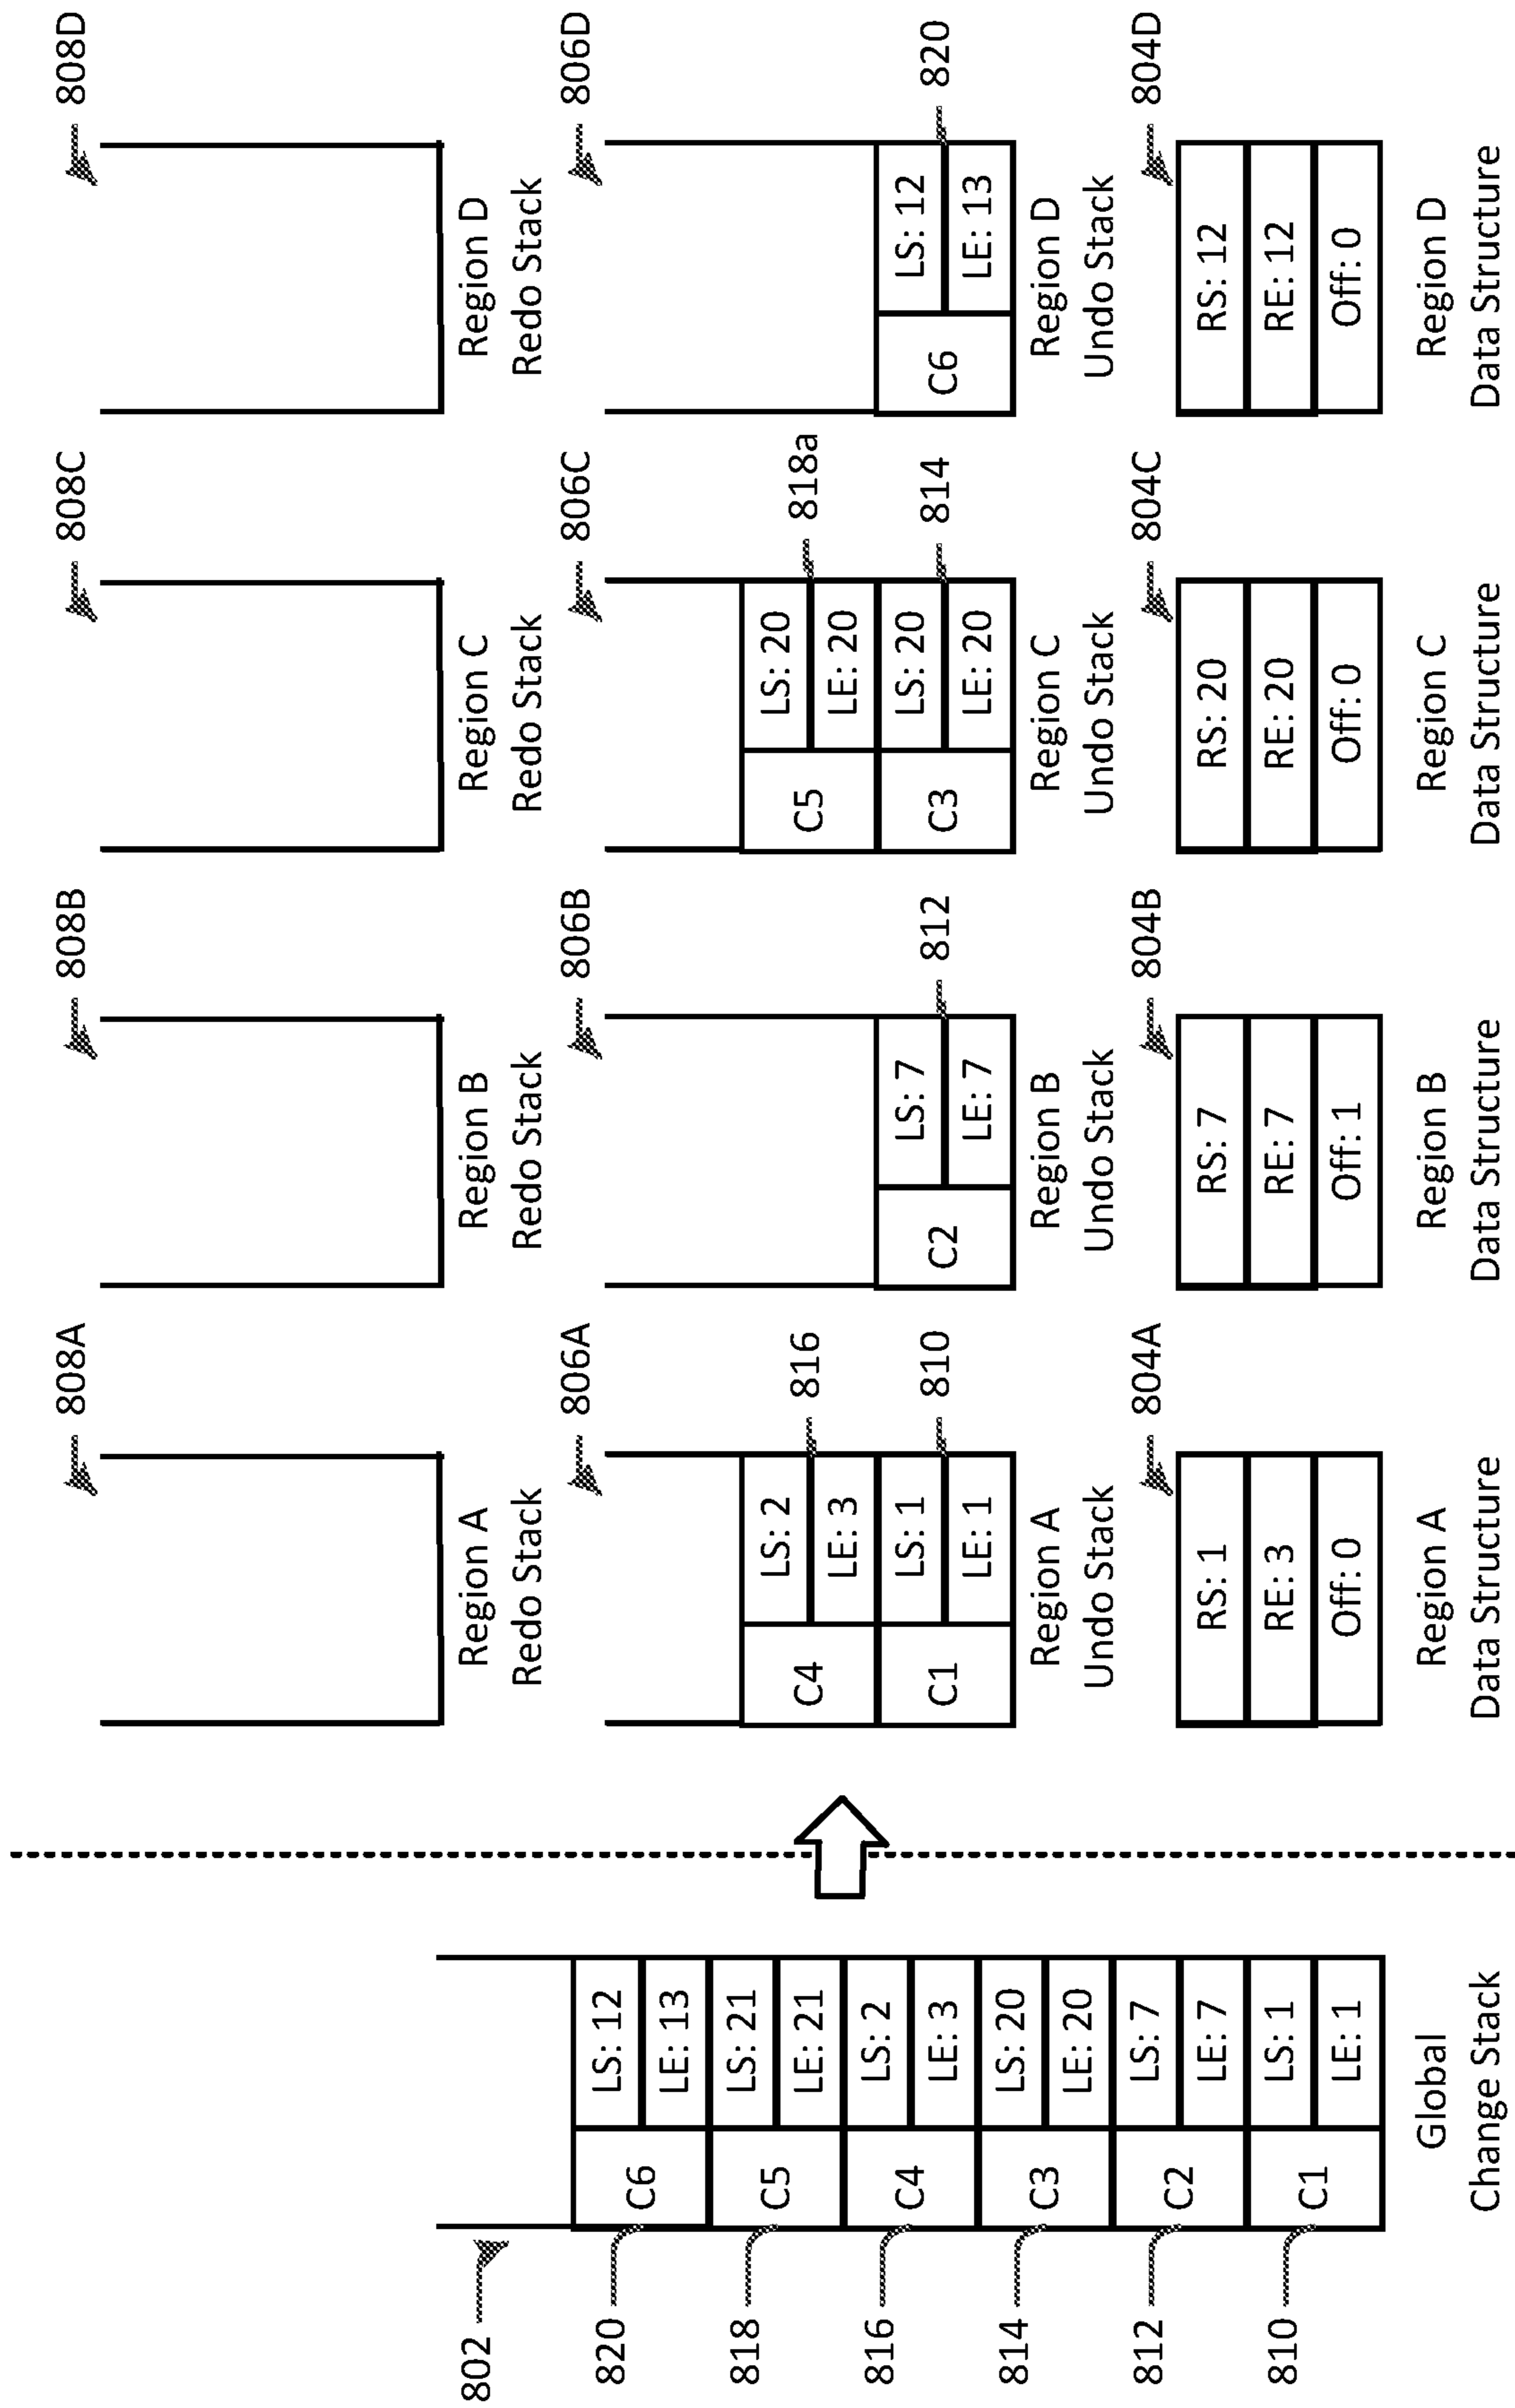 802
820
818
816
814
812
810
C6
LS: 12
LE: 13
C5
LS: 21
LE: 21
C4
LS: 2
LE: 3
C3
LS: 20
LE: 20
C2
LS: 7
LE: 7
C1
LS: 1
LE: 1
Global
Change Stack
808A
Region A
Redo Stack
808B
Region B
Redo Stack
808C
Region C
Redo Stack
808D
Region D
Redo Stack
806A
C4
LS: 2
LE: 3
816
C1
LS: 1
LE: 1
810
Region A
Undo Stack
806B
C2
LS: 7
LE: 7
812
Region B
Undo Stack
806C
C5
LS: 20
LE: 20
818a
C3
LS: 20
LE: 20
814
Region C
Undo Stack
806D
C6
LS: 12
LE: 13
820
Region D
Undo Stack
804A
RS: 1
RE: 3
Off: 0
Region A
Data Structure
804B
RS: 7
RE: 7
Off: 1
Region B
Data Structure
804C
RS: 20
RE: 20
Off: 0
Region C
Data Structure
804D
RS: 12
RE: 12
Off: 0
Region D
Data Structure